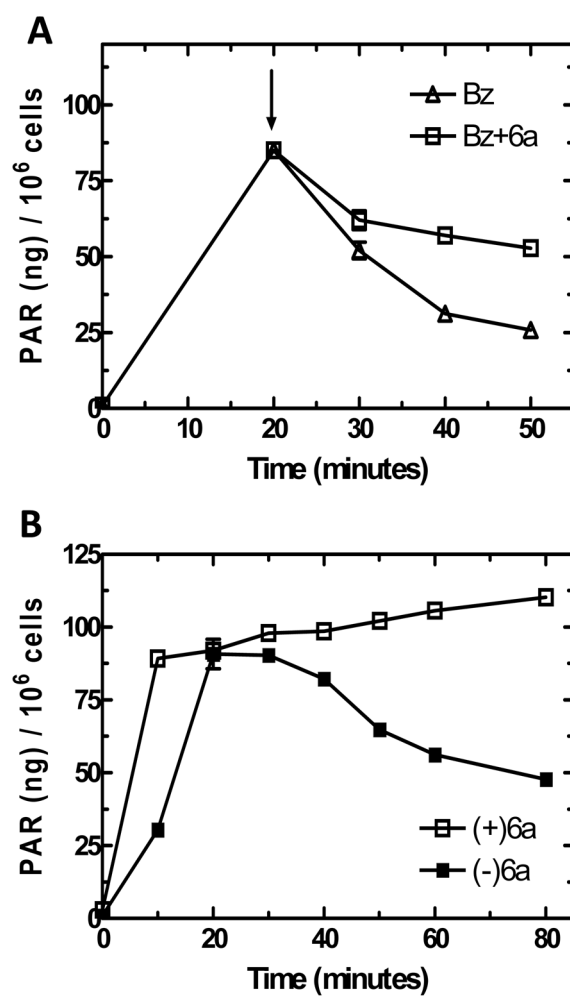 A
PAR (ng) / 10⁶ cells
100
75
50
25
0
Bz
Bz+6a
0 10 20 30 40 50
Time (minutes)
B
PAR (ng) / 10⁶ cells
125
100
75
50
25
0
(+)6a
(-)6a
0 20 40 60 80
Time (minutes)